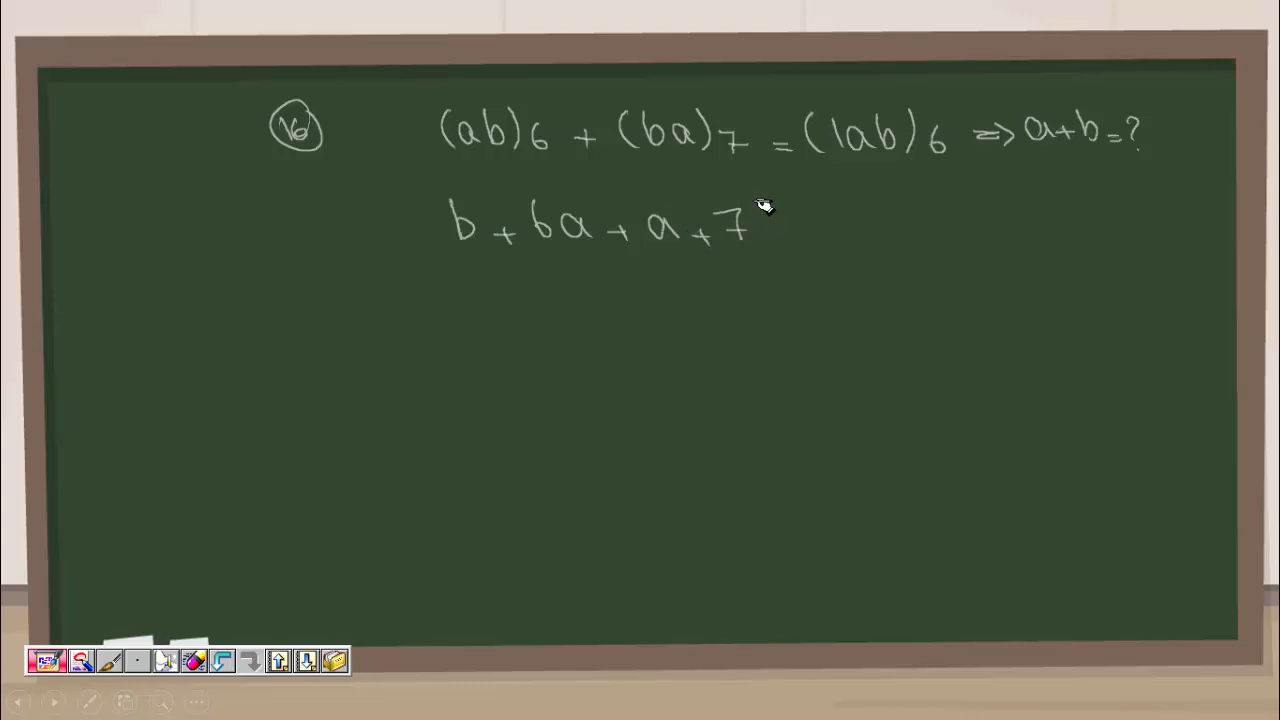 16 (ab)6 + (ba)7 = (1ab)6 => a+b=?
b + 6a + a + 7